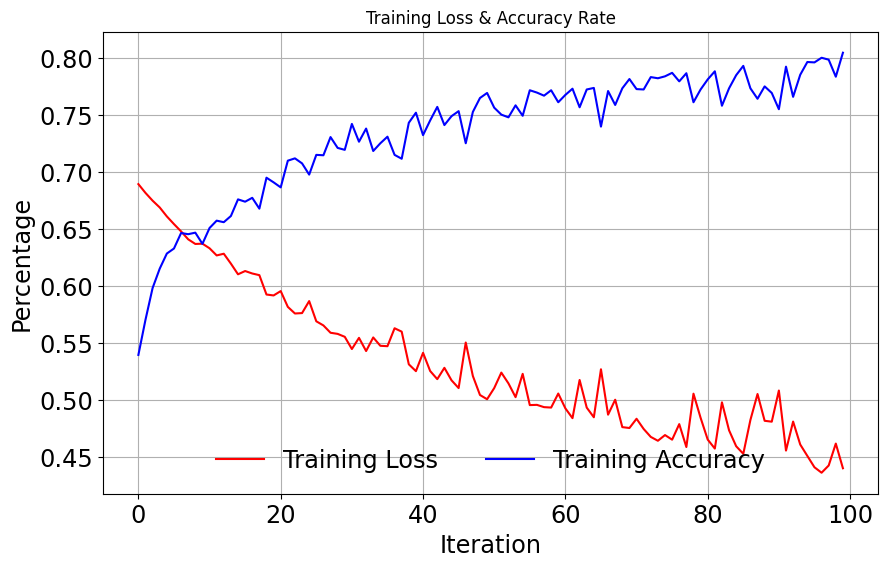 Training Loss & Accuracy Rate
Percentage
0.80
0.75
0.70
0.65
0.60
0.55
0.50
0.45
Training Loss Training Accuracy
0 20 40 60 80 100
Iteration